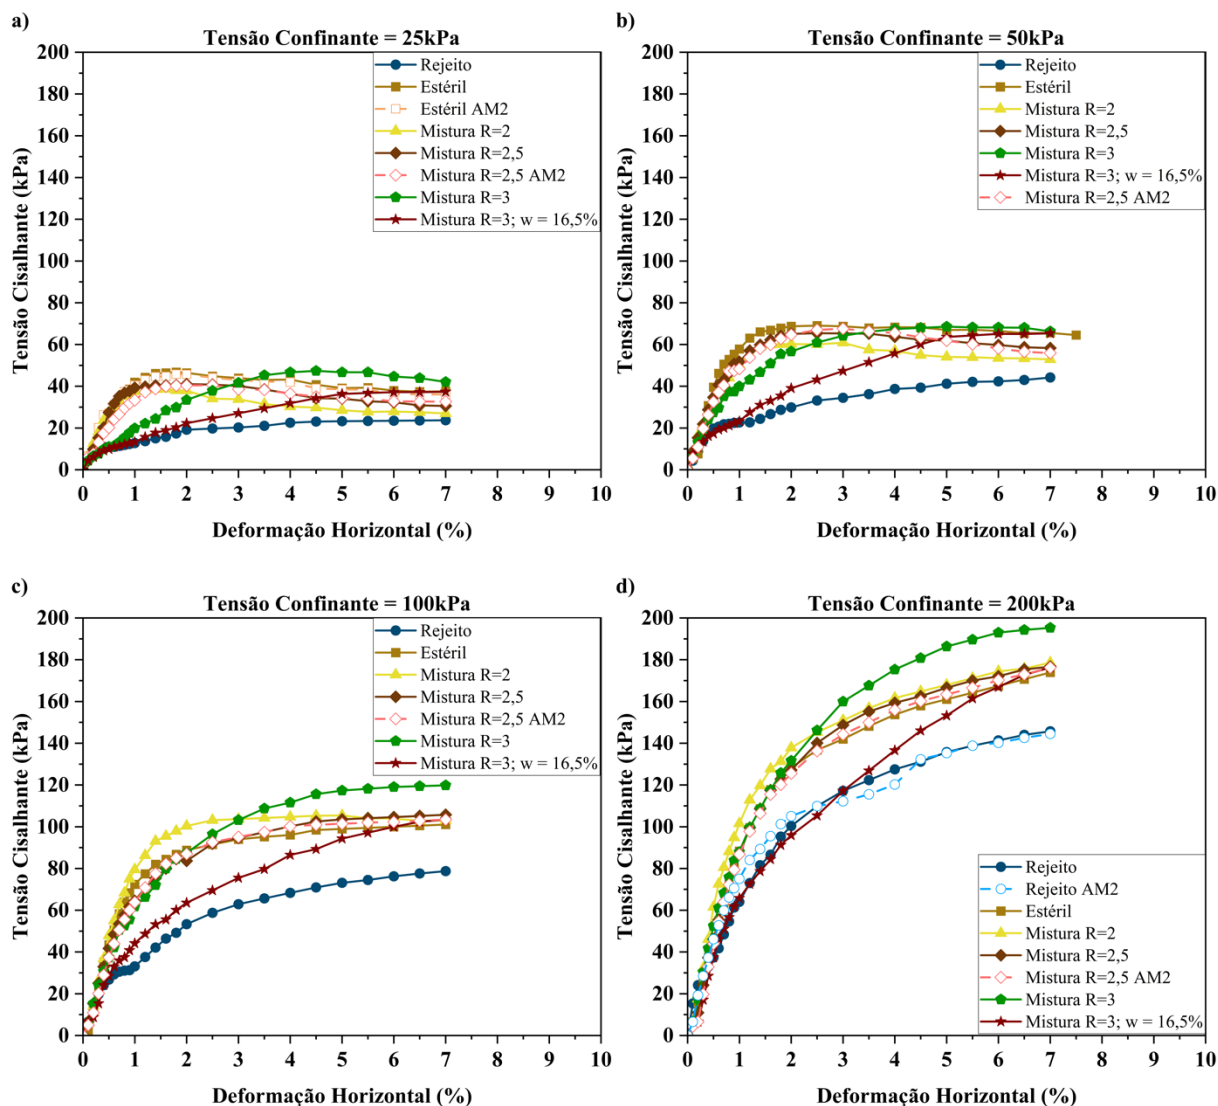 a)
Tensão Confinante = 25kPa
Tensão Cisalhante (kPa)
200
180
160
140
120
100
80
60
40
20
0
Rejeito
Estéril
Estéril AM2
Mistura R=2
Mistura R=2,5
Mistura R=2,5 AM2
Mistura R=3
Mistura R=3; w = 16,5%
0 1 2 3 4 5 6 7 8 9 10
Deformação Horizontal (%)
b)
Tensão Confinante = 50kPa
Tensão Cisalhante (kPa)
200
180
160
140
120
100
80
60
40
20
0
Rejeito
Estéril
Mistura R=2
Mistura R=2,5
Mistura R=3
Mistura R=3; w = 16,5%
Mistura R=2,5 AM2
0 1 2 3 4 5 6 7 8 9 10
Deformação Horizontal (%)
c)
Tensão Confinante = 100kPa
Tensão Cisalhante (kPa)
200
180
160
140
120
100
80
60
40
20
0
Rejeito
Estéril
Mistura R=2
Mistura R=2,5
Mistura R=2,5 AM2
Mistura R=3
Mistura R=3; w = 16,5%
0 1 2 3 4 5 6 7 8 9 10
Deformação Horizontal (%)
d)
Tensão Confinante = 200kPa
Tensão Cisalhante (kPa)
200
180
160
140
120
100
80
60
40
20
0
Rejeito
Rejeito AM2
Estéril
Mistura R=2
Mistura R=2,5
Mistura R=2,5 AM2
Mistura R=3
Mistura R=3; w = 16,5%
0 1 2 3 4 5 6 7 8 9 10
Deformação Horizontal (%)